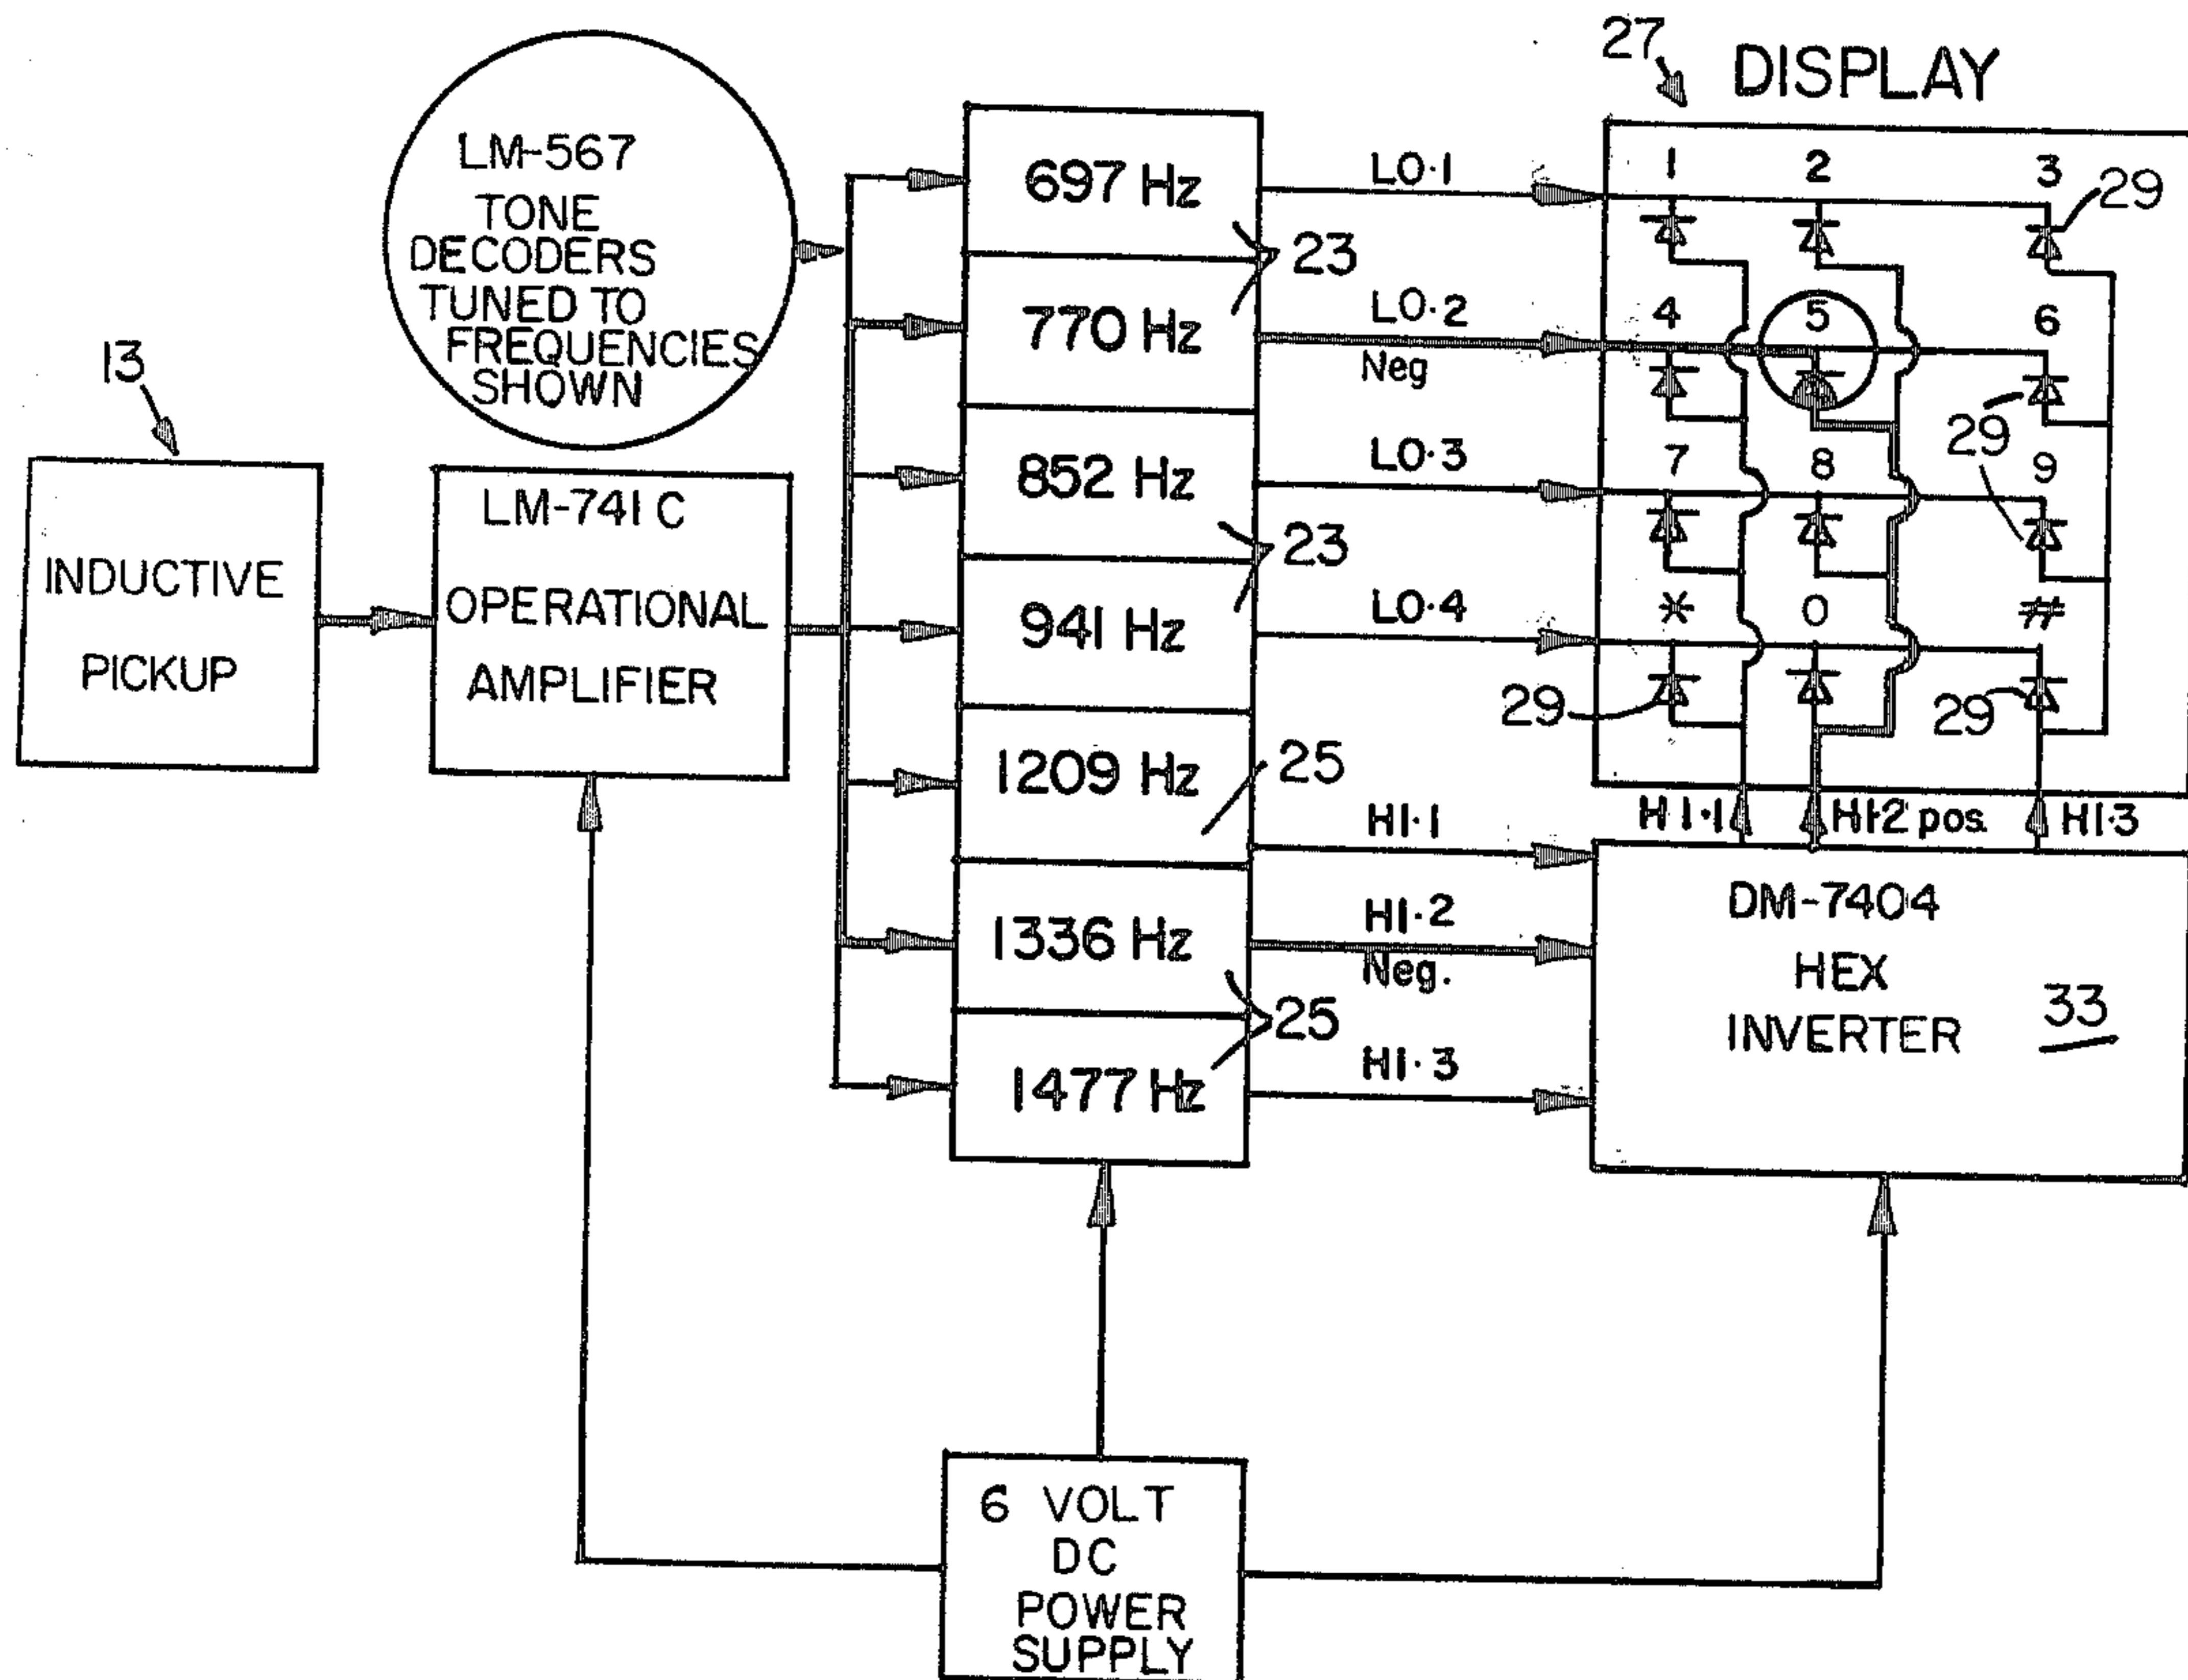 27
DISPLAY
LM-567
TONE
DECODERS
TUNED TO
FREQUENCIES
SHOWN
13
INDUCTIVE
PICKUP
LM-741 C
OPERATIONAL
AMPLIFIER
697 Hz
770 Hz
852 Hz
941 Hz
1209 Hz
1336 Hz
1477 Hz
23
23
25
25
LO·1
LO·2
Neg
LO·3
LO·4
HI·1
HI·2
Neg.
HI·3
1 2 3
29
4 5 6
29
7 8 9
* 0 #
29
29
HI·1
HI·2 pos.
HI·3
DM-7404
HEX
INVERTER
33
6 VOLT
DC
POWER
SUPPLY